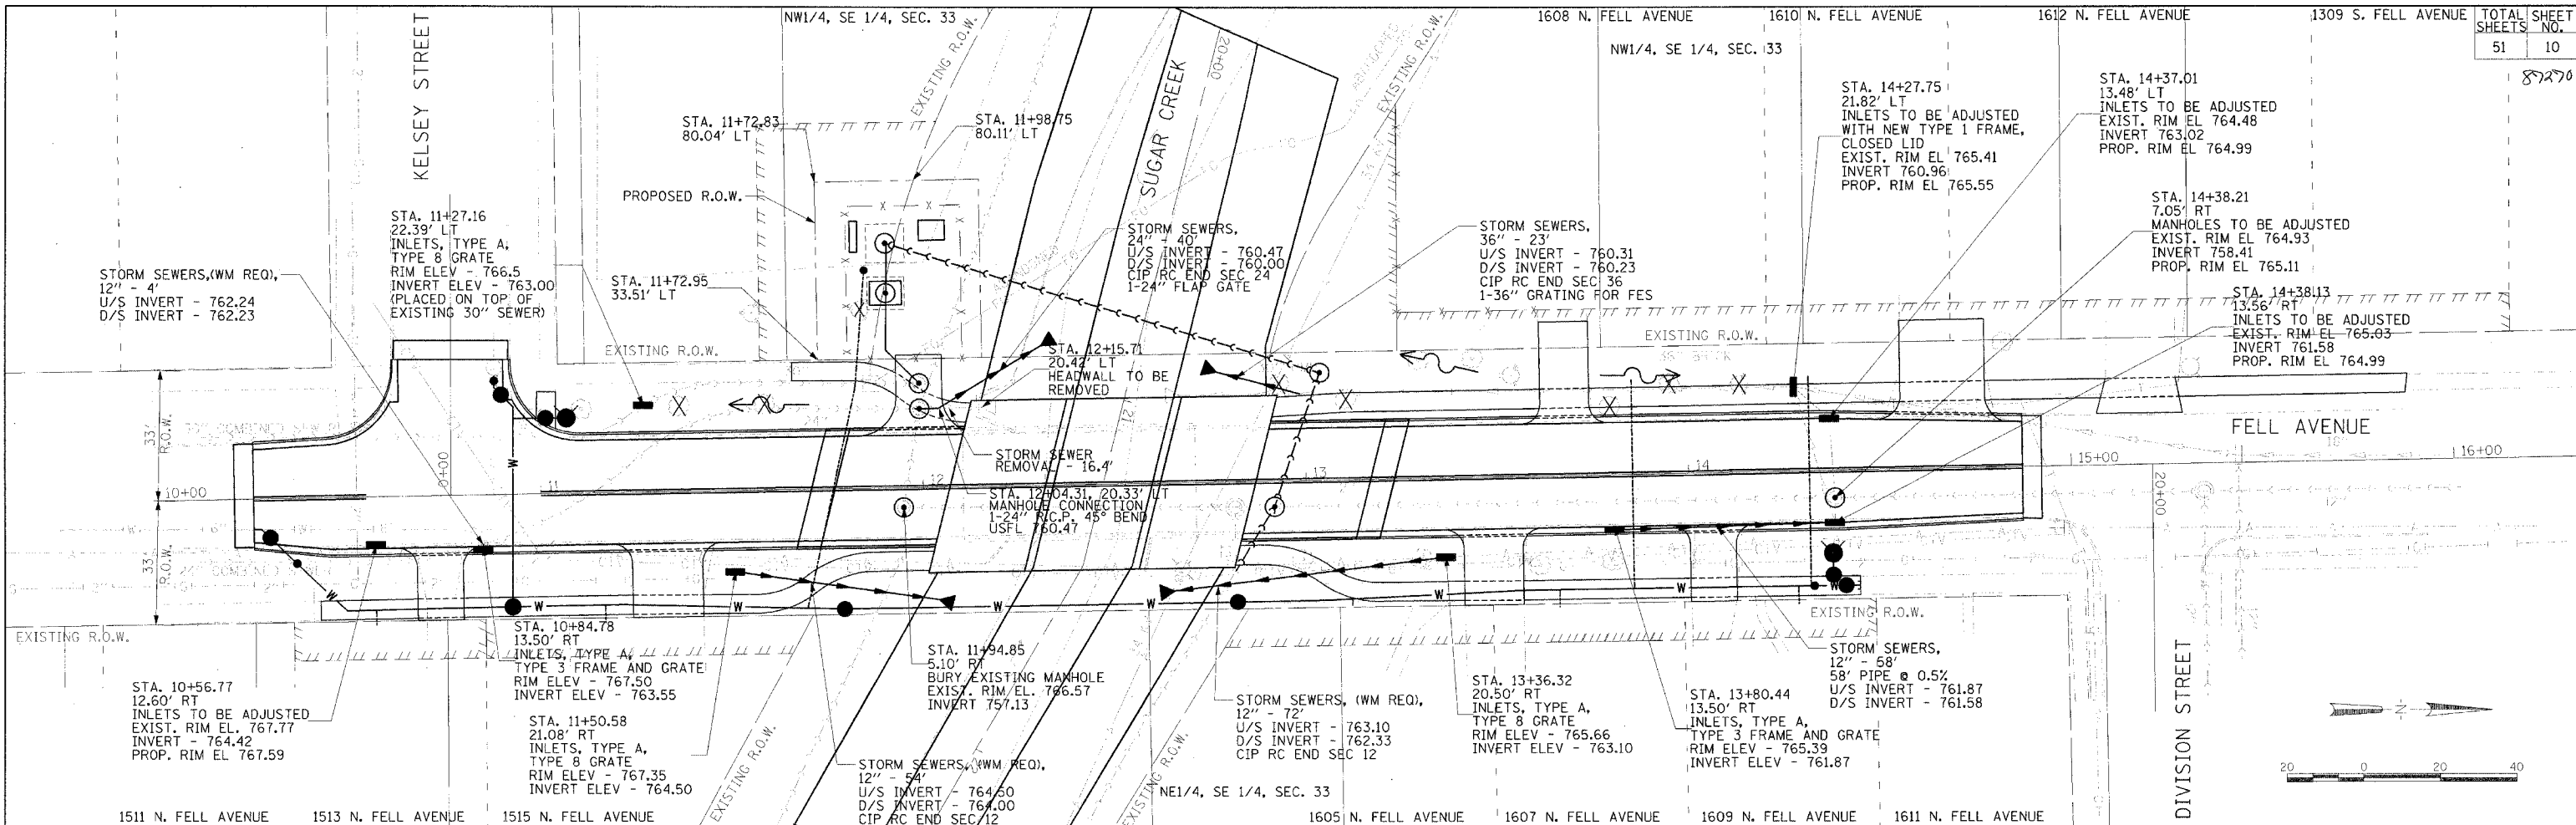 NW1/4, SE 1/4, SEC. 33
1608 N. FELL AVENUE
1610 N. FELL AVENUE
1612 N. FELL AVENUE
1309 S. FELL AVENUE
TOTAL SHEETS
SHEET NO.
51
10
87270
NW1/4, SE 1/4, SEC. 33
KELSEY STREET
EXISTING R.O.W.
SUGAR CREEK
20+00
EXISTING R.O.W.
STA. 11+72.83
80.04' LT
STA. 11+98.75
80.11' LT
PROPOSED R.O.W.
STA. 14+27.75
21.82' LT
INLETS TO BE ADJUSTED
WITH NEW TYPE 1 FRAME,
CLOSED LID
EXIST. RIM EL 765.41
INVERT 760.96
PROP. RIM EL 765.55
STA. 14+37.01
13.48' LT
INLETS TO BE ADJUSTED
EXIST. RIM EL 764.48
INVERT 763.02
PROP. RIM EL 764.99
STA. 14+38.21
7.05' RT
MANHOLES TO BE ADJUSTED
EXIST. RIM EL 764.93
INVERT 758.41
PROP. RIM EL 765.11
STA. 14+38.13
13.56' RT
INLETS TO BE ADJUSTED
EXIST. RIM EL 765.03
INVERT 761.58
PROP. RIM EL 764.99
STA. 11+27.16
22.39' LT
INLETS, TYPE A,
TYPE 8 GRATE
RIM ELEV - 766.5
INVERT ELEV - 763.00
(PLACED ON TOP OF
EXISTING 30" SEWER)
STORM SEWERS,(WM REQ),
12" - 4'
U/S INVERT - 762.24
D/S INVERT - 762.23
STA. 11+72.95
33.51' LT
STORM SEWERS,
24" - 40'
U/S INVERT - 760.47
D/S INVERT - 760.00
CIP RC END SEC 24
1-24" FLAP GATE
STORM SEWERS,
36" - 23'
U/S INVERT - 760.31
D/S INVERT - 760.23
CIP RC END SEC 36
1-36" GRATING FOR FES
EXISTING R.O.W.
EXISTING R.O.W.
STA. 12+15.71
20.42' LT
HEADWALL TO BE
REMOVED
33'
R.O.W.
33'
R.O.W.
FELL AVENUE
STORM SEWER
REMOVAL - 16.4'
STA. 12+04.31, 20.33' LT
MANHOLE CONNECTION
1-24" R.C.P. 45° BEND
USFL 760.47
10+00
0+00
11
12
13
14
15+00
16+00
20+00
W
W
W
W
W
W
W
EXISTING R.O.W.
EXISTING R.O.W.
STA. 10+84.78
13.50' RT
INLETS, TYPE A,
TYPE 3 FRAME AND GRATE
RIM ELEV - 767.50
INVERT ELEV - 763.55
STA. 10+56.77
12.60' RT
INLETS TO BE ADJUSTED
EXIST. RIM EL. 767.77
INVERT - 764.42
PROP. RIM EL 767.59
STA. 11+50.58
21.08' RT
INLETS, TYPE A,
TYPE 8 GRATE
RIM ELEV - 767.35
INVERT ELEV - 764.50
STA. 11+94.85
5.10' RT
BURY EXISTING MANHOLE
EXIST. RIM EL. 766.57
INVERT 757.13
STORM SEWERS, (WM REQ),
12" - 54'
U/S INVERT - 764.50
D/S INVERT - 764.00
CIP RC END SEC 12
STORM SEWERS, (WM REQ),
12" - 72'
U/S INVERT - 763.10
D/S INVERT - 762.33
CIP RC END SEC 12
STA. 13+36.32
20.50' RT
INLETS, TYPE A,
TYPE 8 GRATE
RIM ELEV - 765.66
INVERT ELEV - 763.10
STA. 13+80.44
13.50' RT
INLETS, TYPE A,
TYPE 3 FRAME AND GRATE
RIM ELEV - 765.39
INVERT ELEV - 761.87
STORM SEWERS,
12" - 58'
58' PIPE @ 0.5%
U/S INVERT - 761.87
D/S INVERT - 761.58
DIVISION STREET
EXISTING R.O.W.
EXISTING R.O.W.
NE1/4, SE 1/4, SEC. 33
Z
20 0 20 40
1511 N. FELL AVENUE
1513 N. FELL AVENUE
1515 N. FELL AVENUE
1605 N. FELL AVENUE
1607 N. FELL AVENUE
1609 N. FELL AVENUE
1611 N. FELL AVENUE